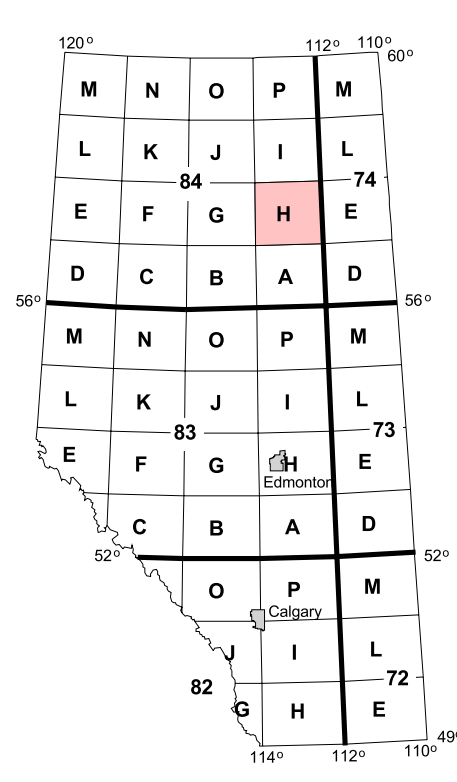 120° 112° 110°
60°
M N O P M
L K J I L
84 74
E F G H E
D C B A D
56° 56°
M N O P M
L K J I L
83 73
E F G H E
Edmonton
C B A D
52° 52°
O P M
Calgary
J I L
82 72
G H E
49°
114° 112° 110°